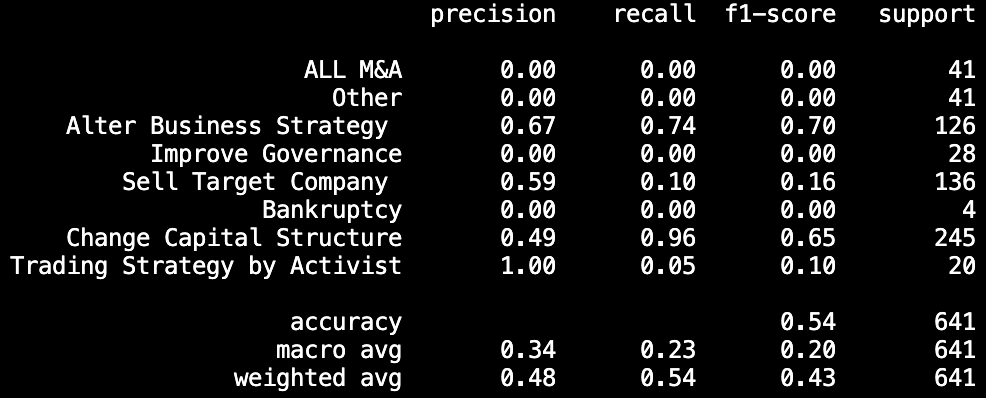 precision recall f1-score support
ALL M&A 0.00 0.00 0.00 41
Other 0.00 0.00 0.00 41
Alter Business Strategy 0.67 0.74 0.70 126
Improve Governance 0.00 0.00 0.00 28
Sell Target Company 0.59 0.10 0.16 136
Bankruptcy 0.00 0.00 0.00 4
Change Capital Structure 0.49 0.96 0.65 245
Trading Strategy by Activist 1.00 0.05 0.10 20
accuracy 0.54 641
macro avg 0.34 0.23 0.20 641
weighted avg 0.48 0.54 0.43 641